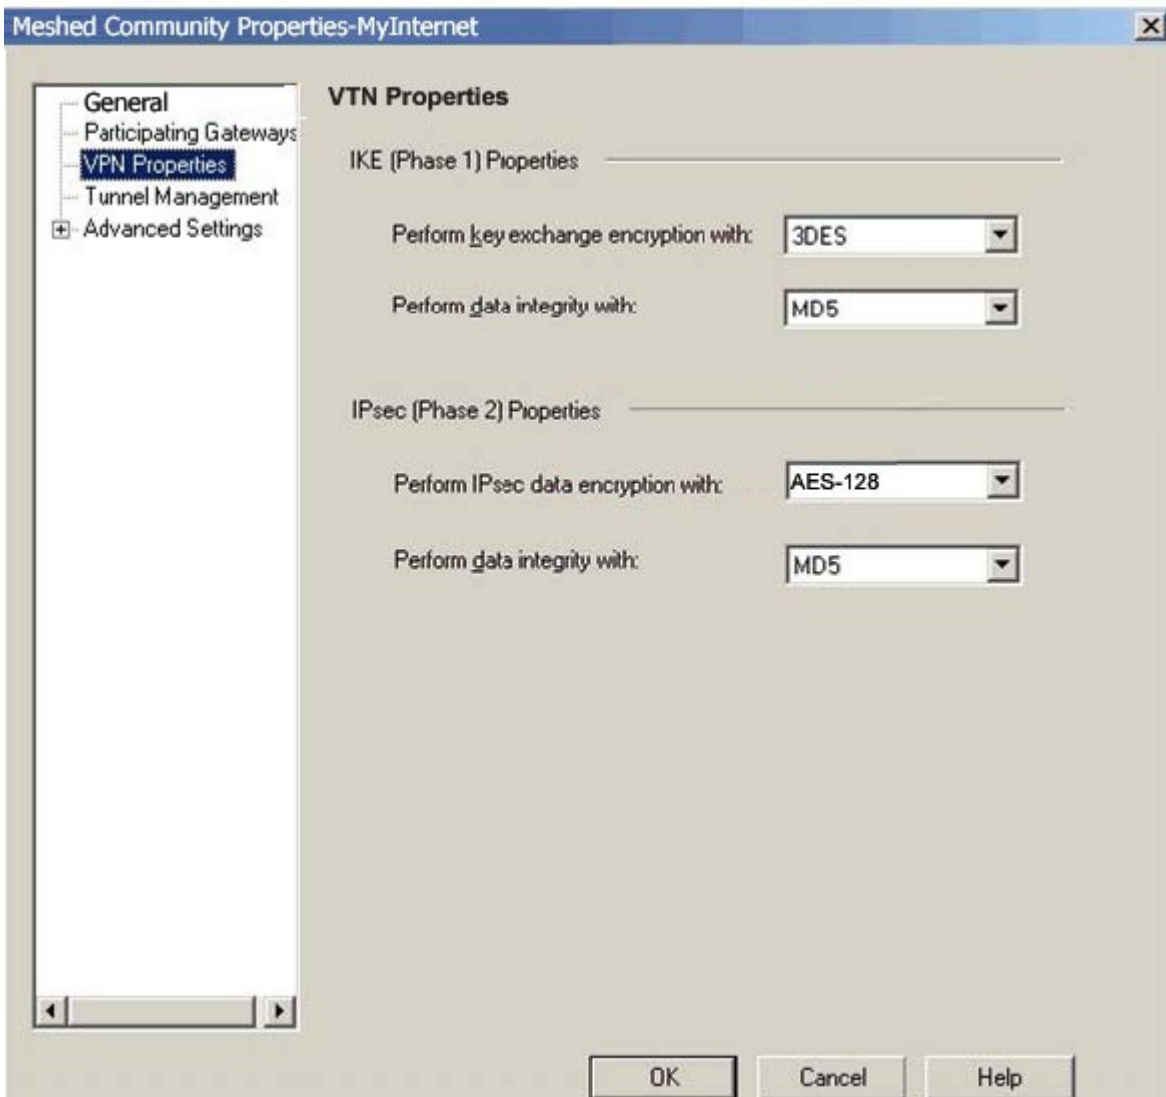 Meshed Community Properties-MyInternet
General
Participating Gateways
VPN Properties
Tunnel Management
Advanced Settings
VTN Properties
IKE (Phase 1) Properties
Perform key exchange encryption with: 3DES
Perform data integrity with: MD5
IPsec (Phase 2) Properties
Perform IPsec data encryption with: AES-128
Perform data integrity with: MD5
OK Cancel Help